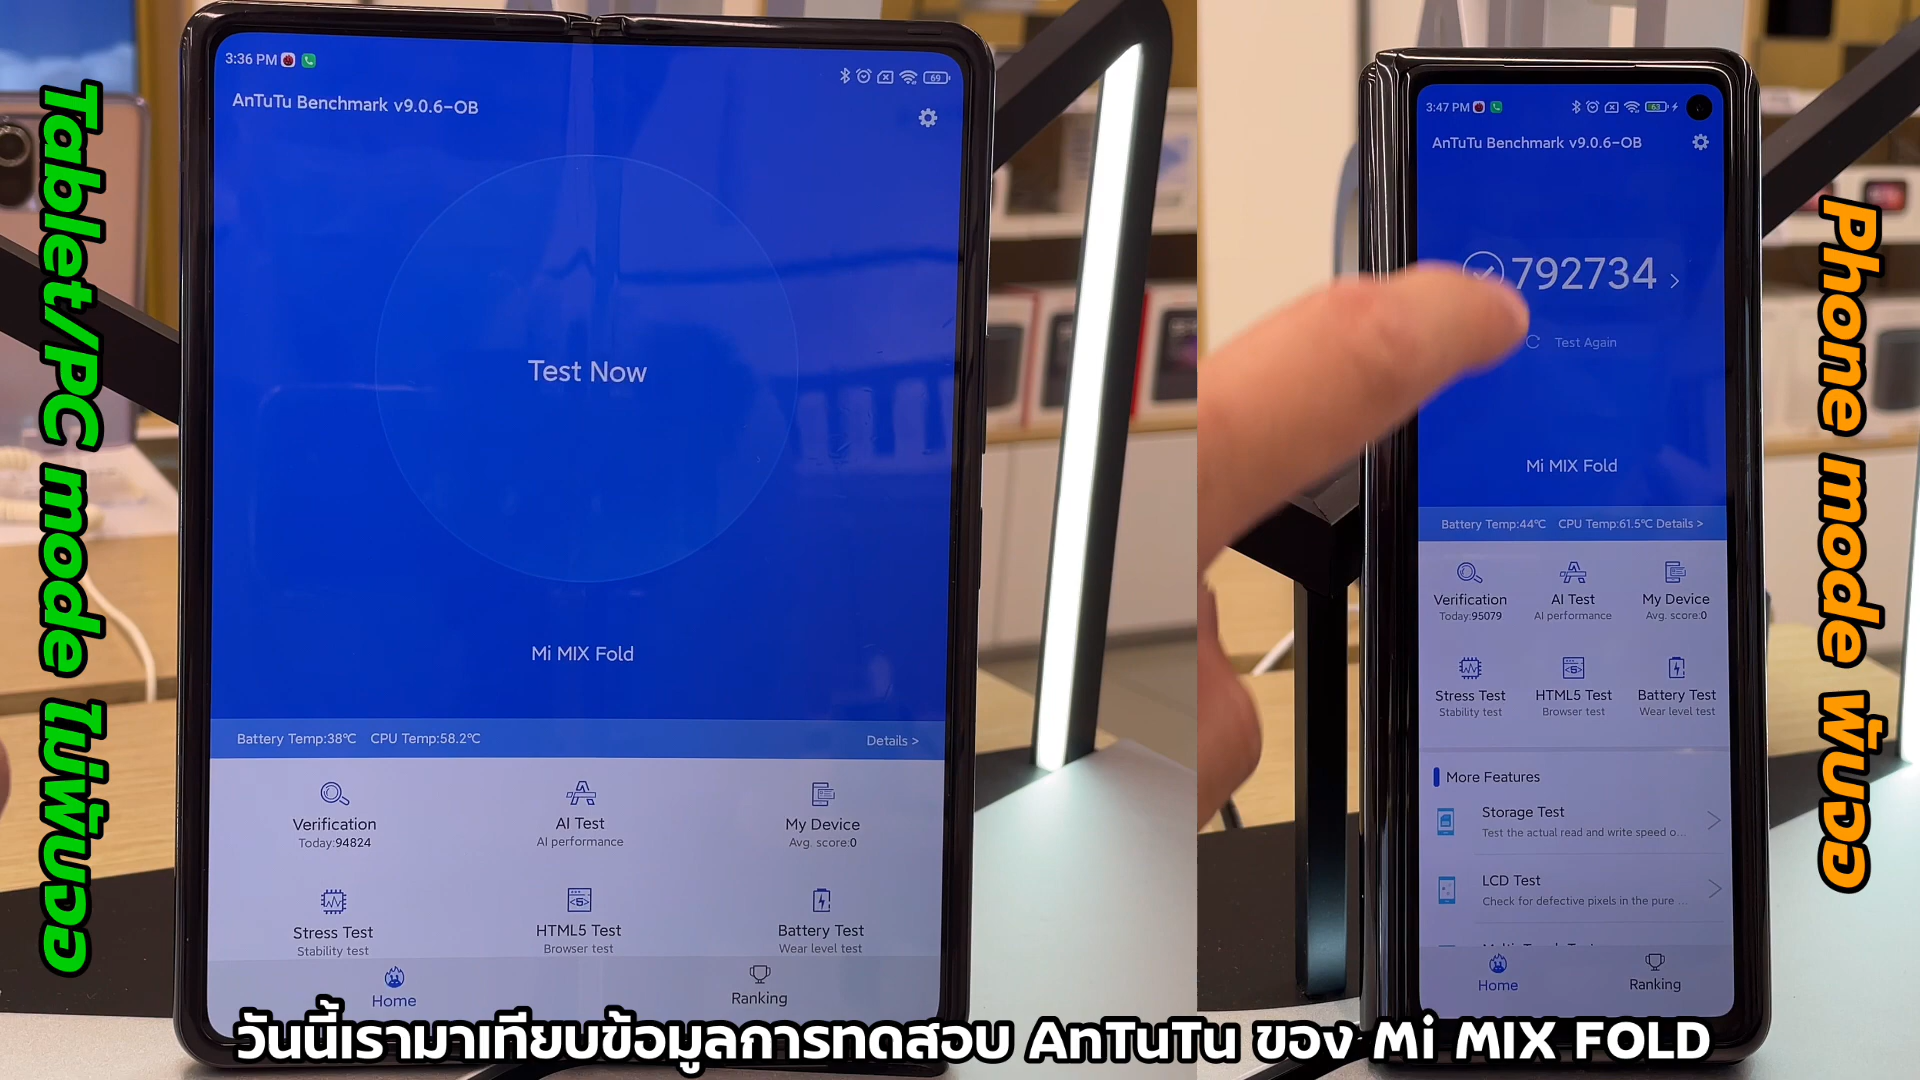 Tablet/PC mode ไม่พับจอ
3:36 PM
69
AnTuTu Benchmark v9.0.6-OB
Test Now
Mi MIX Fold
Battery Temp:38℃ CPU Temp:58.2℃
Details >
Verification
Today:94824
AI Test
AI performance
My Device
Avg. score:0
Stress Test
Stability test
HTML5 Test
Browser test
Battery Test
Wear level test
Home
Ranking
3:47 PM
63
AnTuTu Benchmark v9.0.6-OB
792734 >
Test Again
Mi MIX Fold
Battery Temp:44℃ CPU Temp:61.5℃ Details >
Verification
Today:95079
AI Test
AI performance
My Device
Avg. score:0
Stress Test
Stability test
HTML5 Test
Browser test
Battery Test
Wear level test
More Features
Storage Test
Test the actual read and write speed o...
LCD Test
Check for defective pixels in the pure ...
Home
Ranking
Phone mode พับจอ
วันนี้เรามาเทียบข้อมูลการทดสอบ AnTuTu ของ Mi MIX FOLD